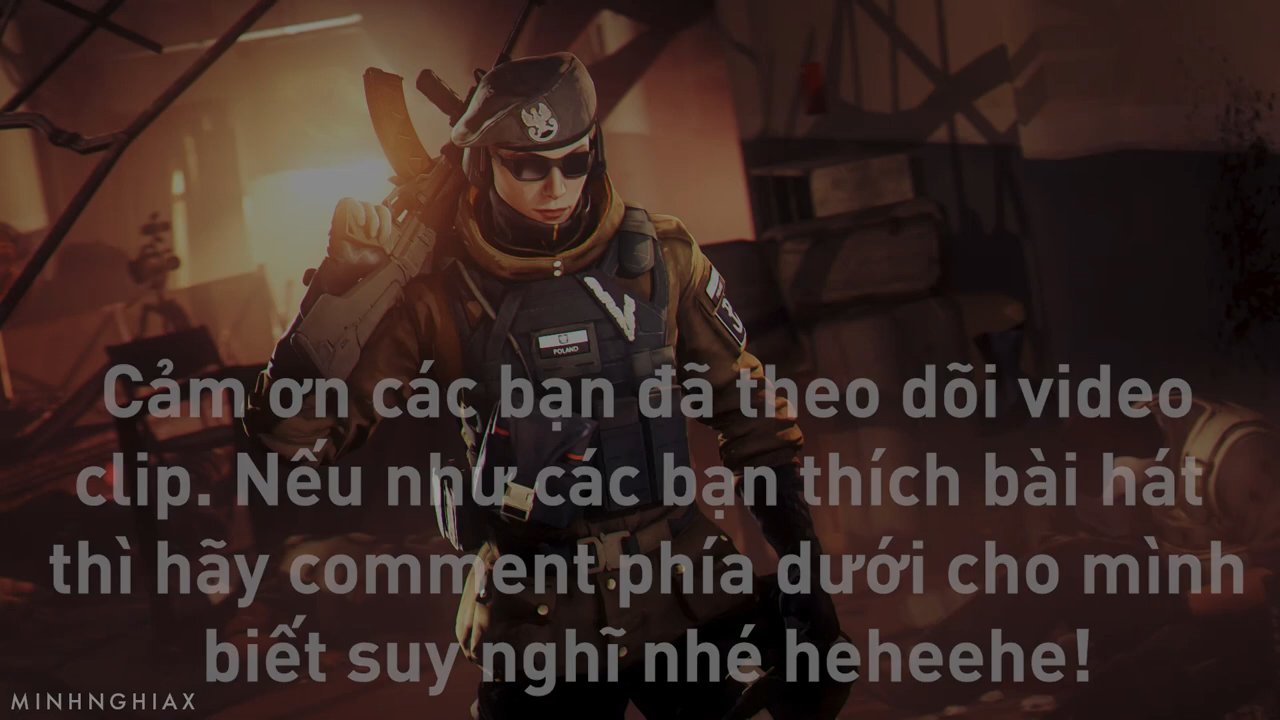 POLAND
3
Cảm ơn các bạn đã theo dõi video
clip. Nếu như các bạn thích bài hát
thì hãy comment phía dưới cho mình
biết suy nghĩ nhé heheehe!
MINHNGHIAX